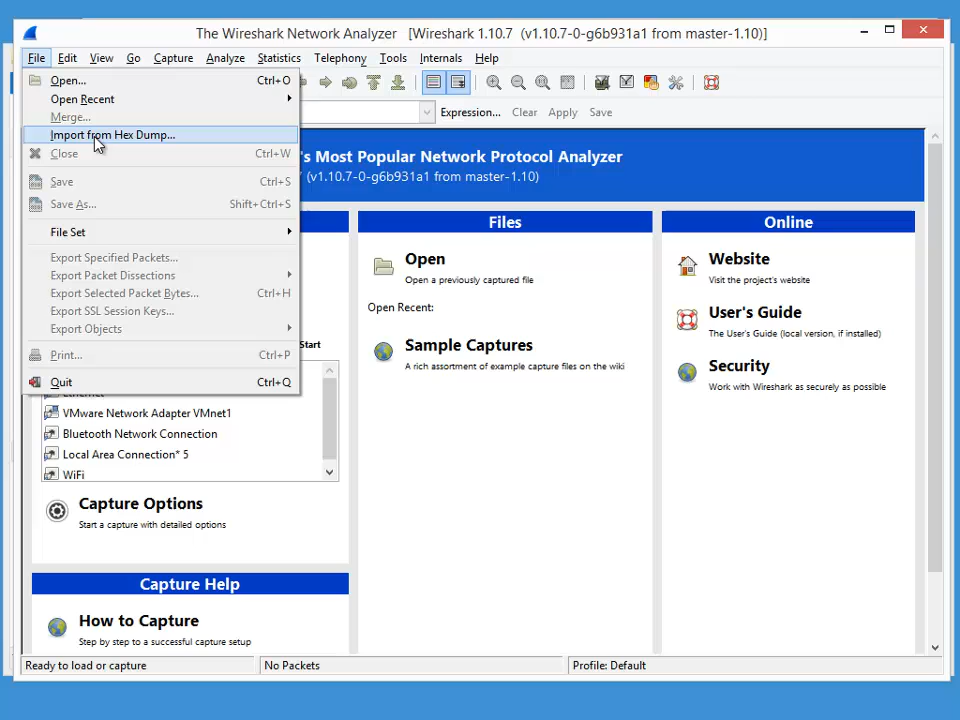 The Wireshark Network Analyzer [Wireshark 1.10.7 (v1.10.7-0-g6b931a1 from master-1.10)]
File Edit View Go Capture Analyze Statistics Telephony Tools Internals Help
Open... Ctrl+O
Open Recent
Merge...
Import from Hex Dump...
Close Ctrl+W
Save Ctrl+S
Save As... Shift+Ctrl+S
File Set
Export Specified Packets...
Export Packet Dissections
Export Selected Packet Bytes... Ctrl+H
Export SSL Session Keys...
Export Objects
Print... Ctrl+P
Quit Ctrl+Q
Expression... Clear Apply Save
's Most Popular Network Protocol Analyzer
(v1.10.7-0-g6b931a1 from master-1.10)
Start
Ethernet
VMware Network Adapter VMnet1
Bluetooth Network Connection
Local Area Connection* 5
WiFi
Capture Options
Start a capture with detailed options
Capture Help
How to Capture
Step by step to a successful capture setup
Files
Open
Open a previously captured file
Open Recent:
Sample Captures
A rich assortment of example capture files on the wiki
Online
Website
Visit the project's website
User's Guide
The User's Guide (local version, if installed)
Security
Work with Wireshark as securely as possible
Ready to load or capture No Packets Profile: Default